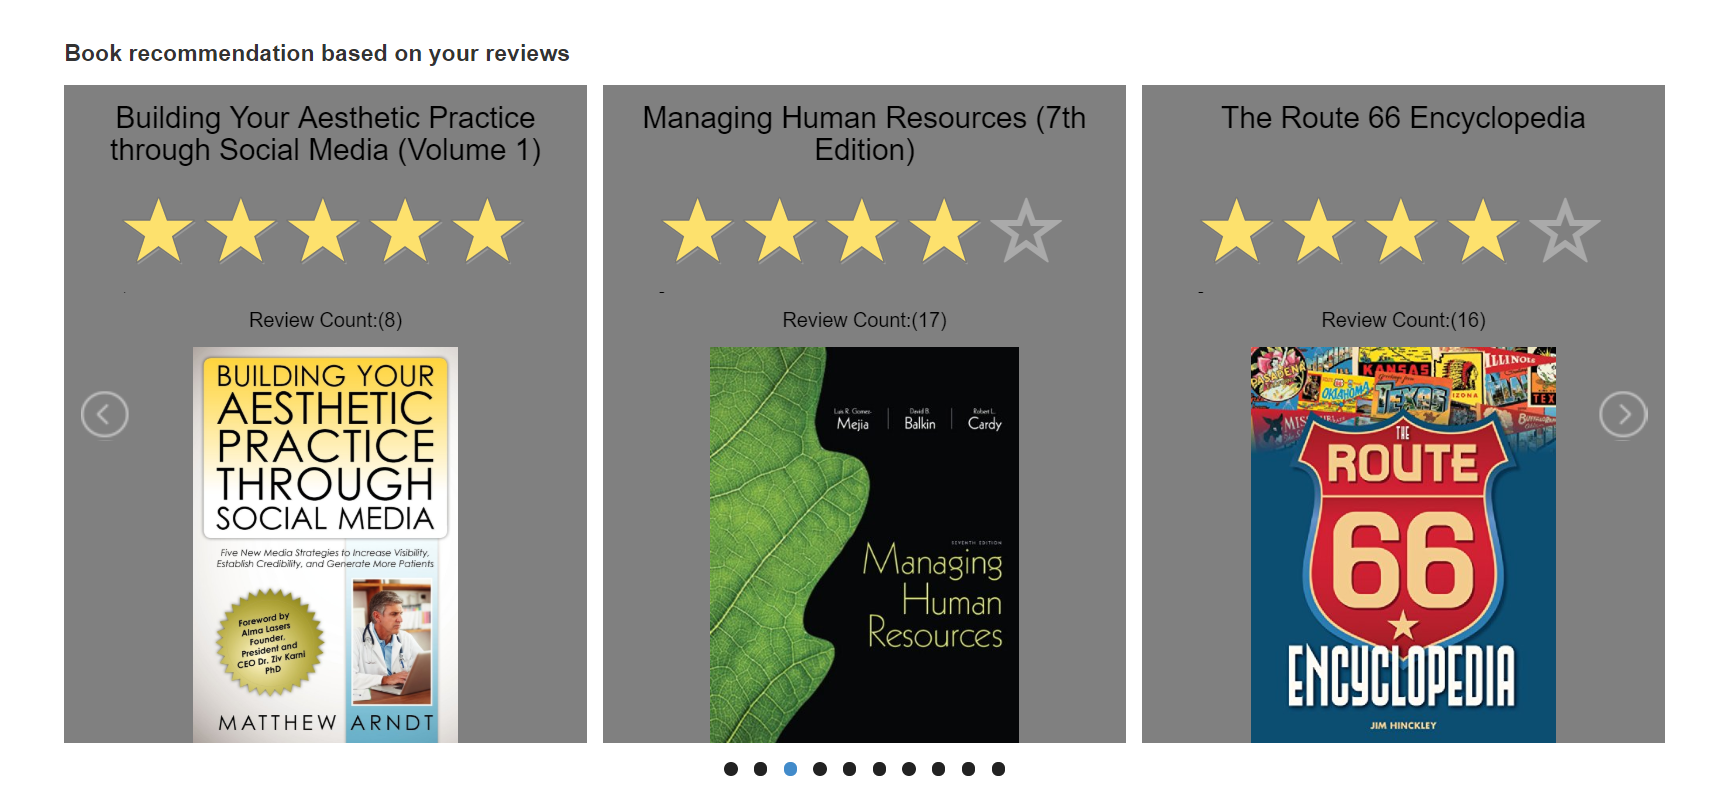 Book recommendation based on your reviews
Building Your Aesthetic Practice
through Social Media (Volume 1)
-
Review Count:(8)
BUILDING YOUR
AESTHETIC
PRACTICE
THROUGH
SOCIAL MEDIA
Five New Media Strategies to Increase Visibility,
Establish Credibility, and Generate More Patients
Foreword by
Alma Lasers
Founder,
President and
CEO Dr. Ziv Karni
PhD
MATTHEW ARNDT
Managing Human Resources (7th
Edition)
-
Review Count:(17)
Luis R. Gomez-
Mejia
David B.
Balkin
Robert L.
Cardy
SEVENTH EDITION
Managing
Human
Resources
The Route 66 Encyclopedia
-
Review Count:(16)
PASADENA
KANSAS
ILLINOIS
Greetings from
OKLAHOMA
TEXAS
TEX
THE
ROUTE
66
ENCYCLOPEDIA
JIM HINCKLEY